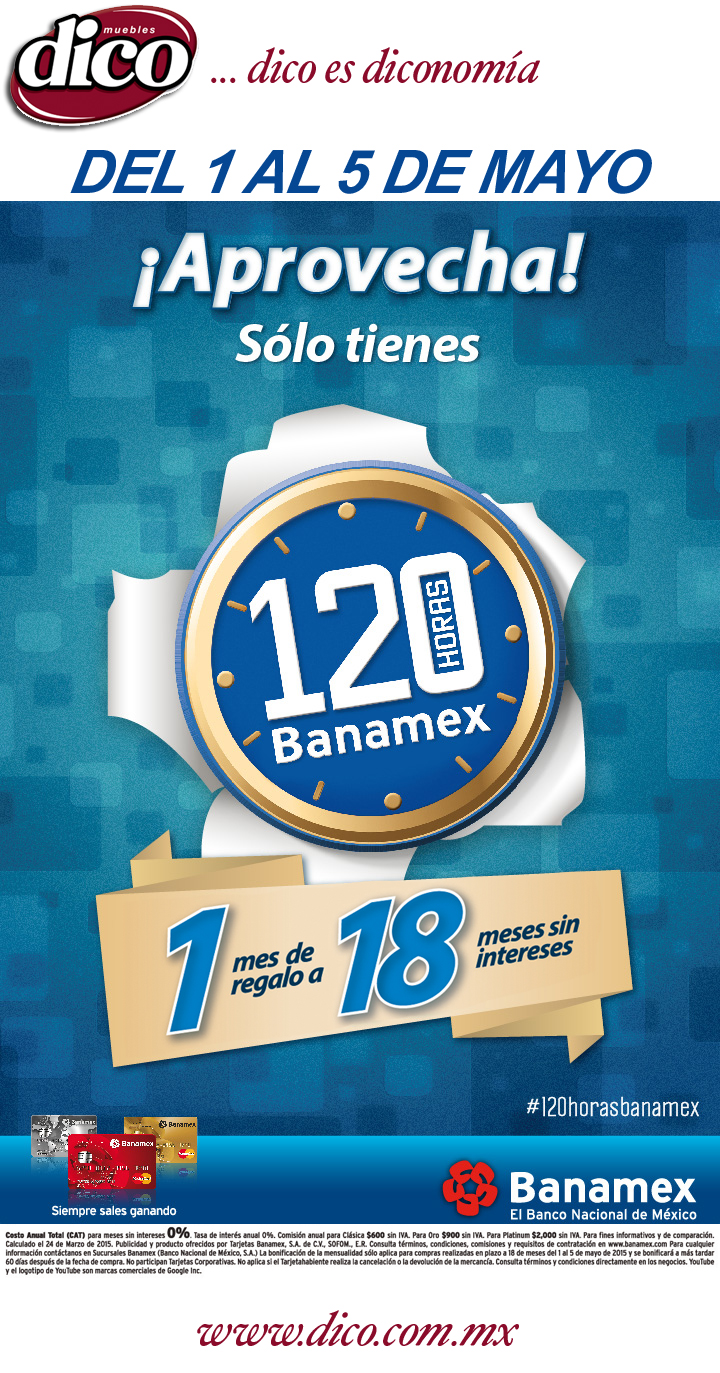 muebles
dico
... dico es diconomía
DEL 1 AL 5 DE MAYO
¡Aprovecha!
Sólo tienes
120
HORAS
Banamex
1 mes de regalo a 18 meses sin intereses
#120horasbanamex
Banamex
Banamex
Banamex
Siempre sales ganando
Banamex
El Banco Nacional de México
Costo Anual Total (CAT) para meses sin intereses 0%. Tasa de interés anual 0%. Comisión anual para Clásica $600 sin IVA. Para Oro $900 sin IVA. Para Platinum $2,000 sin IVA. Para fines informativos y de comparación.
Calculado el 24 de Marzo de 2015. Publicidad y producto ofrecidos por Tarjetas Banamex, S.A. de C.V., SOFOM., E.R. Consulta términos, condiciones, comisiones y requisitos de contratación en www.banamex.com Para cualquier
información contáctanos en Sucursales Banamex (Banco Nacional de México, S.A.) La bonificación de la mensualidad sólo aplica para compras realizadas en plazo a 18 de meses del 1 al 5 de mayo de 2015 y se bonificará a más tardar
60 días después de la fecha de compra. No participan Tarjetas Corporativas. No aplica si el Tarjetahabiente realiza la cancelación o la devolución de la mercancía. Consulta términos y condiciones directamente en los negocios. YouTube
y el logotipo de YouTube son marcas comerciales de Google Inc.
www.dico.com.mx